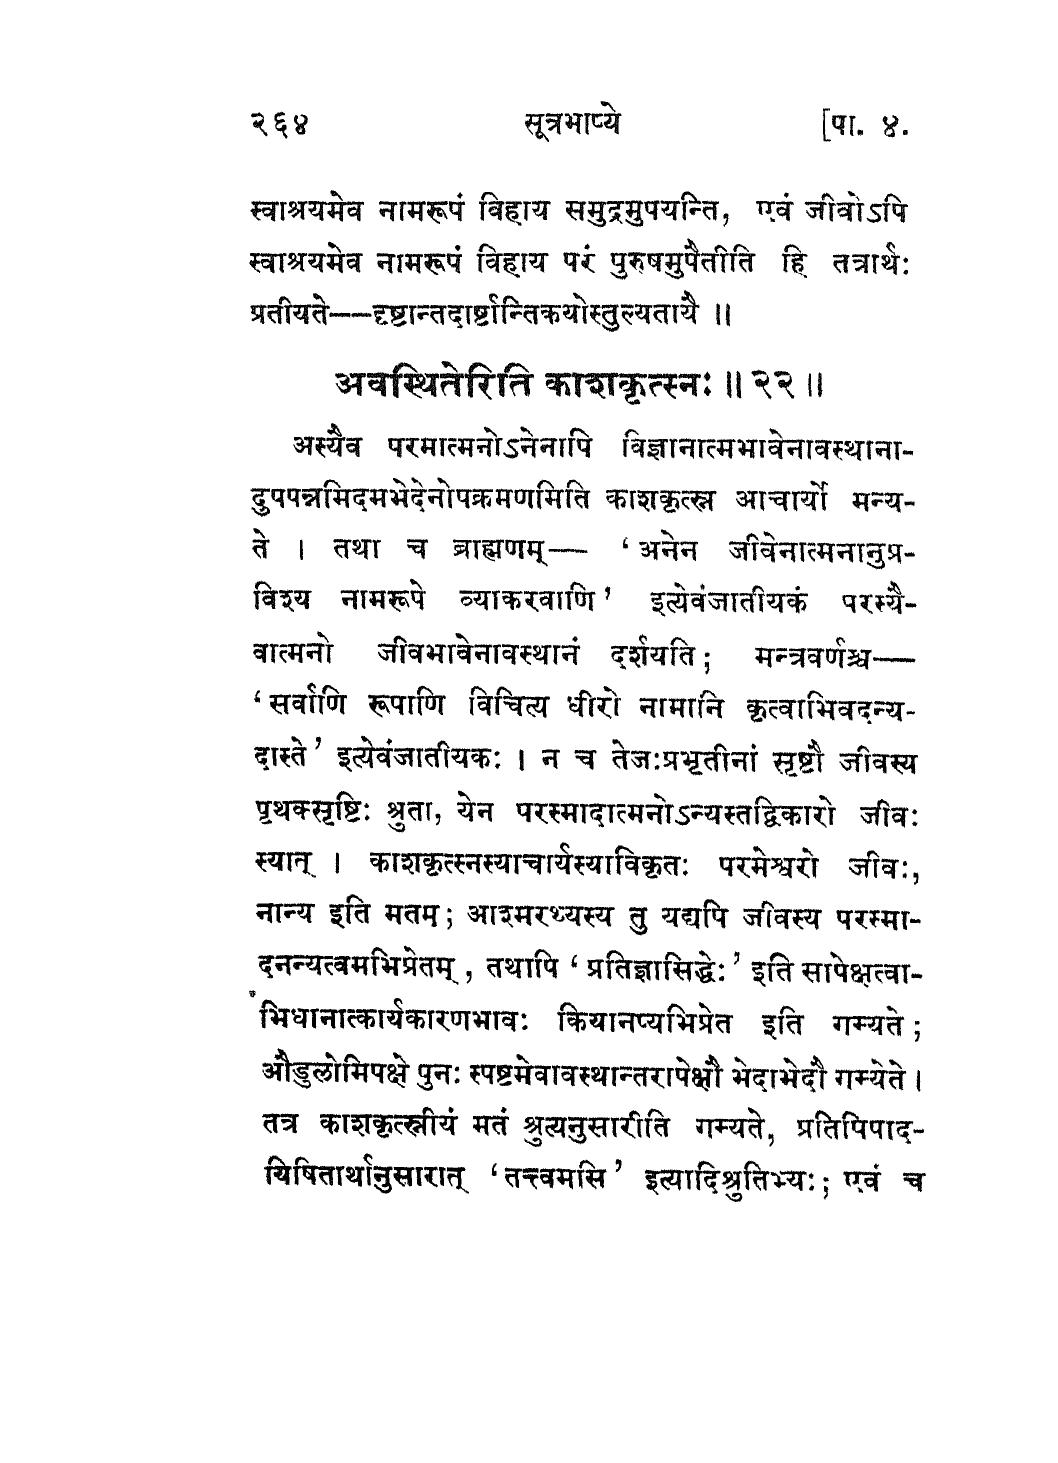 २६४ सूत्रभाष्ये [पा. ४.
स्वाश्रयमेव नामरूपं विहाय समुद्रमुपयन्ति, एवं जीवोऽपि
स्वाश्रयमेव नामरूपं विहाय परं पुरुषमुपैतीति हि तत्रार्थः
प्रतीयते——दृष्टान्तदार्ष्टान्तिकयोस्तुल्यतायै ॥
अवस्थितेरिति काशकृत्स्नः ॥ २२ ॥
अस्यैव परमात्मनोऽनेनापि विज्ञानात्मभावेनावस्थाना-
दुपपन्नमिदमभेदेनोपक्रमणमिति काशकृत्स्न आचार्यो मन्य-
ते । तथा च ब्राह्मणम्— ‘अनेन जीवेनात्मनानुप्र-
विश्य नामरूपे व्याकरवाणि’ इत्येवंजातीयकं परस्यै-
वात्मनो जीवभावेनावस्थानं दर्शयति; मन्त्रवर्णश्च—
‘सर्वाणि रूपाणि विचित्य धीरो नामानि कृत्वाभिवदन्य-
दास्ते’ इत्येवंजातीयकः । न च तेजःप्रभृतीनां सृष्टौ जीवस्य
पृथक्सृष्टिः श्रुता, येन परस्मादात्मनोऽन्यस्तद्विकारो जीवः
स्यात् । काशकृत्स्नस्याचार्यस्याविकृतः परमेश्वरो जीवः,
नान्य इति मतम्; आश्मरथ्यस्य तु यद्यपि जीवस्य परस्मा-
दनन्यत्वमभिप्रेतम्, तथापि ‘प्रतिज्ञासिद्धेः’ इति सापेक्षत्वा-
भिधानात्कार्यकारणभावः कियानप्यभिप्रेत इति गम्यते;
औडुलोमिपक्षे पुनः स्पष्टमेवावस्थान्तरापेक्षौ भेदाभेदौ गम्येते।
तत्र काशकृत्स्नीयं मतं श्रुत्यनुसारीति गम्यते, प्रतिपिपाद-
यिषितार्थानुसारात् ‘तत्त्वमसि’ इत्यादिश्रुतिभ्यः; एवं च